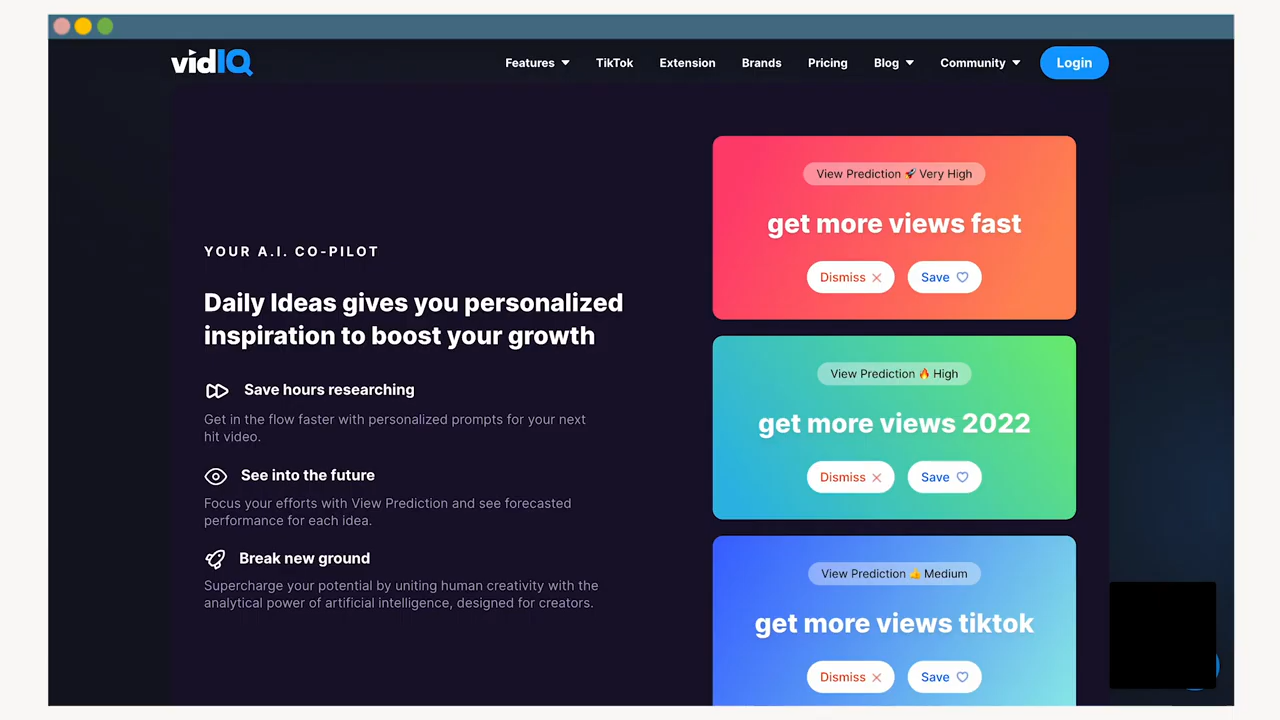 vidIQ
Features
TikTok
Extension
Brands
Pricing
Blog
Community
Login
YOUR A.I. CO-PILOT
Daily Ideas gives you personalized
inspiration to boost your growth
Save hours researching
Get in the flow faster with personalized prompts for your next
hit video.
See into the future
Focus your efforts with View Prediction and see forecasted
performance for each idea.
Break new ground
Supercharge your potential by uniting human creativity with the
analytical power of artificial intelligence, designed for creators.
View Prediction 🚀 Very High
get more views fast
Dismiss
Save
View Prediction 🔥 High
get more views 2022
Dismiss
Save
View Prediction 👍 Medium
get more views tiktok
Dismiss
Save